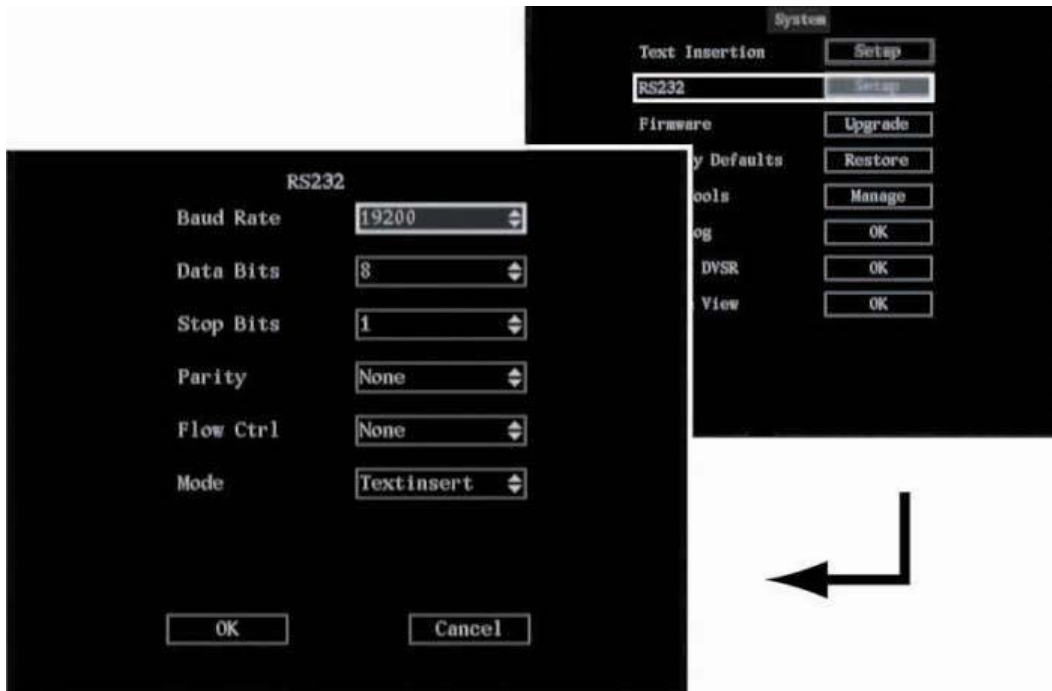 System
Text Insertion Setup
RS232 Setup
Firmware Upgrade
y Defaults Restore
ools Manage
og OK
DVSR OK
View OK
RS232
Baud Rate 19200
Data Bits 8
Stop Bits 1
Parity None
Flow Ctrl None
Mode Textinsert
OK Cancel